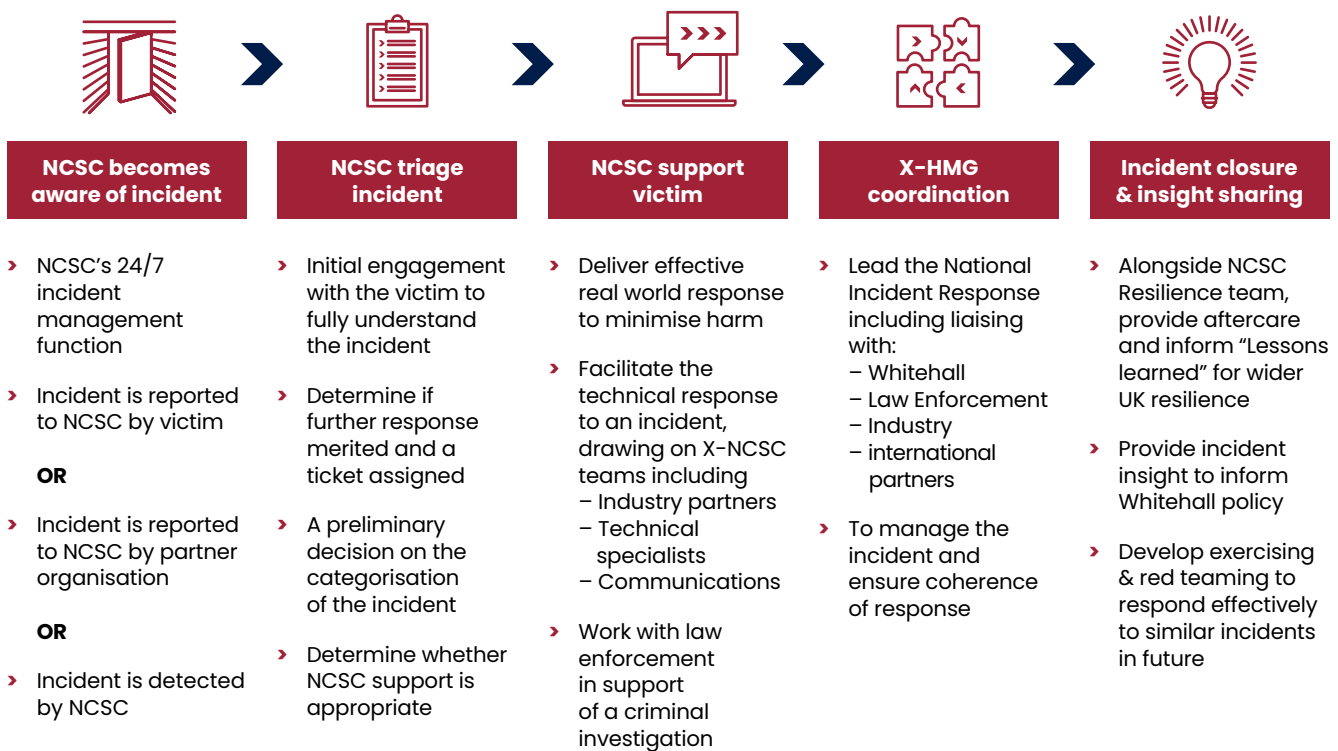 NCSC becomes
aware of incident
› NCSC’s 24/7
incident
management
function
› Incident is reported
to NCSC by victim
OR
› Incident is reported
to NCSC by partner
organisation
OR
› Incident is detected
by NCSC
NCSC triage
incident
› Initial engagement
with the victim to
fully understand
the incident
› Determine if
further response
merited and a
ticket assigned
› A preliminary
decision on the
categorisation
of the incident
› Determine whether
NCSC support is
appropriate
NCSC support
victim
› Deliver effective
real world response
to minimise harm
› Facilitate the
technical response
to an incident,
drawing on X-NCSC
teams including
– Industry partners
– Technical
specialists
– Communications
› Work with law
enforcement
in support
of a criminal
investigation
X-HMG
coordination
› Lead the National
Incident Response
including liaising
with:
– Whitehall
– Law Enforcement
– Industry
– international
partners
› To manage the
incident and
ensure coherence
of response
Incident closure
& insight sharing
› Alongside NCSC
Resilience team,
provide aftercare
and inform “Lessons
learned” for wider
UK resilience
› Provide incident
insight to inform
Whitehall policy
› Develop exercising
& red teaming to
respond effectively
to similar incidents
in future